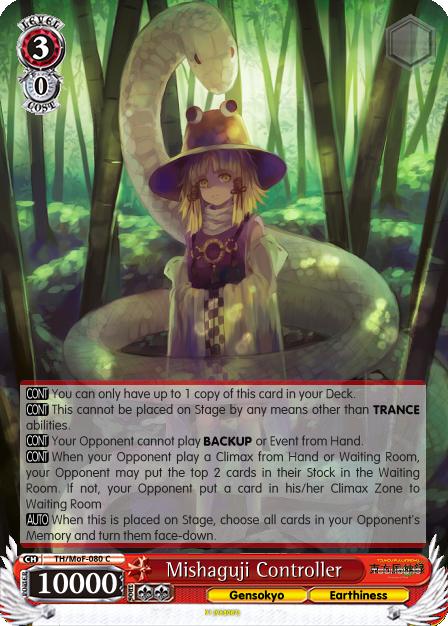 LEVEL
3
0
COST
CONT You can only have up to 1 copy of this card in your Deck.
CONT This cannot be placed on Stage by any means other than TRANCE
abilities.
CONT Your Opponent cannot play BACKUP or Event from Hand.
CONT When your Opponent play a Climax from Hand or Waiting Room,
your Opponent may put the top 2 cards in their Stock in the Waiting
Room. If not, your Opponent put a card in his/her Climax Zone to
Waiting Room
AUTO When this is placed on Stage, choose all cards in your Opponent's
Memory and turn them face-down.
CH TH/MoF-080 C
POWER 10000 SOUL Mishaguji Controller
Gensokyo Earthiness